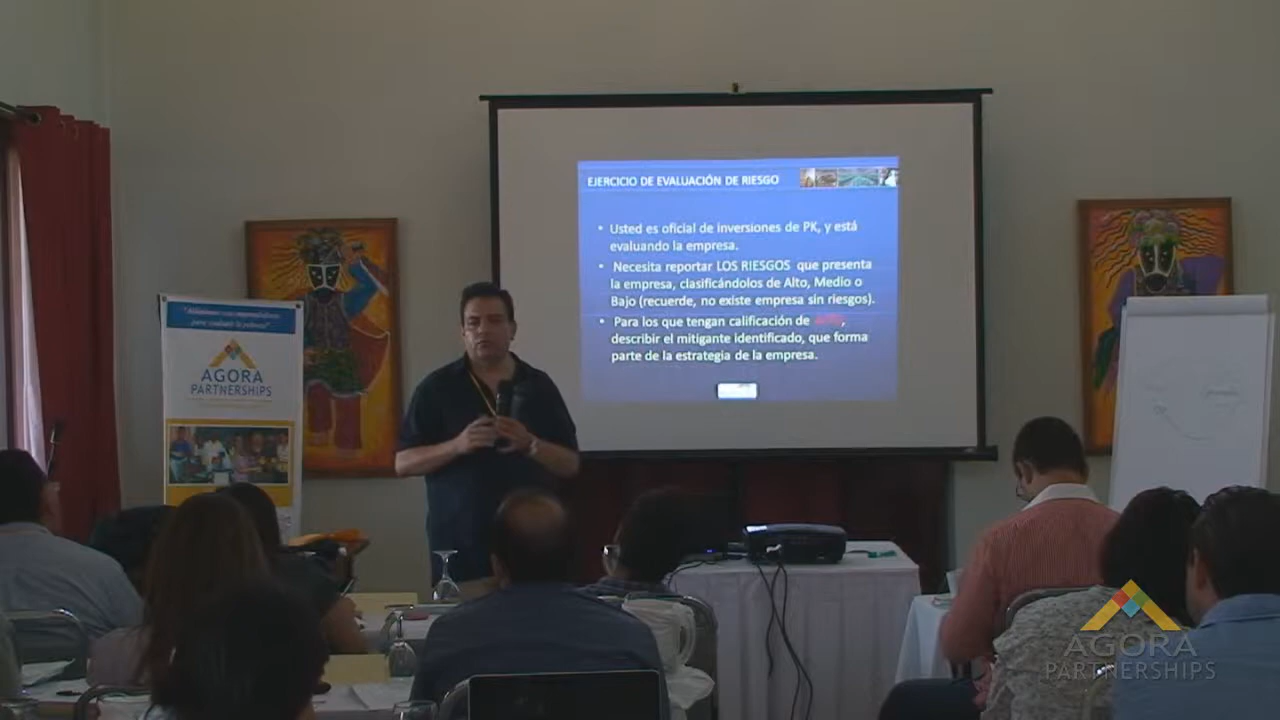 EJERCICIO DE EVALUACIÓN DE RIESGO
• Usted es oficial de inversiones de PK, y está
evaluando la empresa.
• Necesita reportar LOS RIESGOS que presenta
la empresa, clasificándolos de Alto, Medio o
Bajo (recuerde, no existe empresa sin riesgos).
• Para los que tengan calificación de ,
describir el mitigante identificado, que forma
parte de la estrategia de la empresa.
AGORA
PARTNERSHIPS
AGORA
PARTNERSHIPS